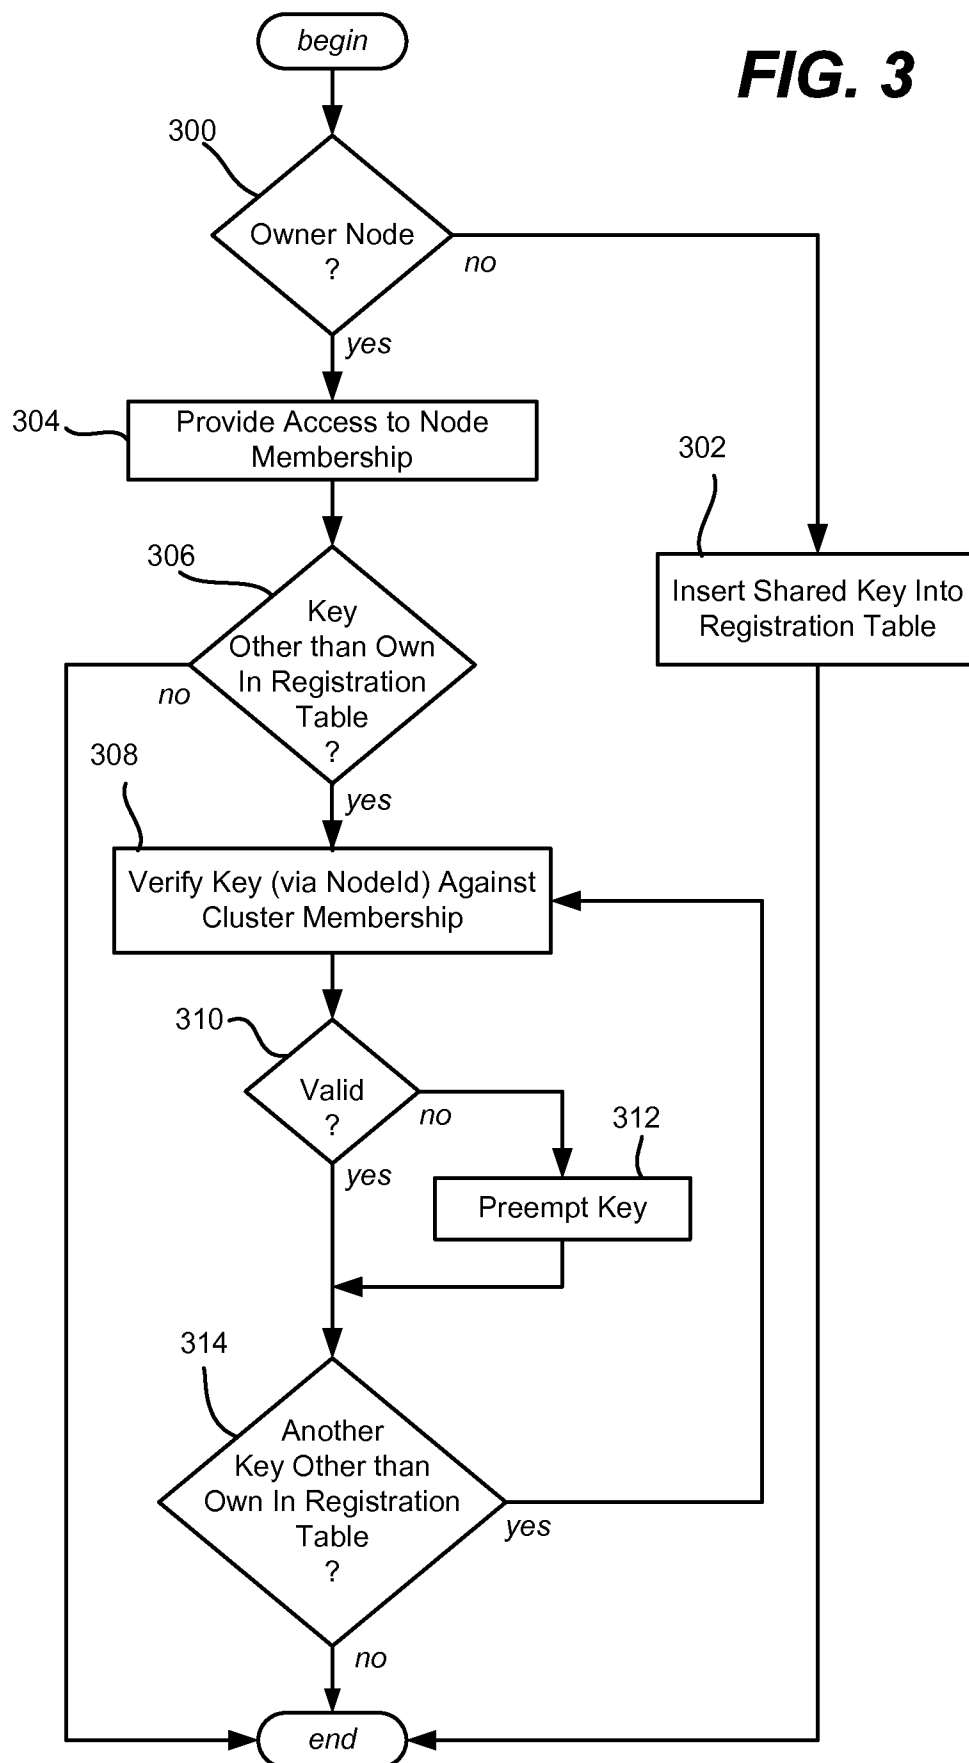 begin
FIG. 3
300
Owner Node
?
no
yes
304
Provide Access to Node
Membership
302
Insert Shared Key Into
Registration Table
306
Key
Other than Own
In Registration
Table
?
no
yes
308
Verify Key (via NodeId) Against
Cluster Membership
310
Valid
?
no
yes
312
Preempt Key
314
Another
Key Other than
Own In Registration
Table
?
yes
no
end